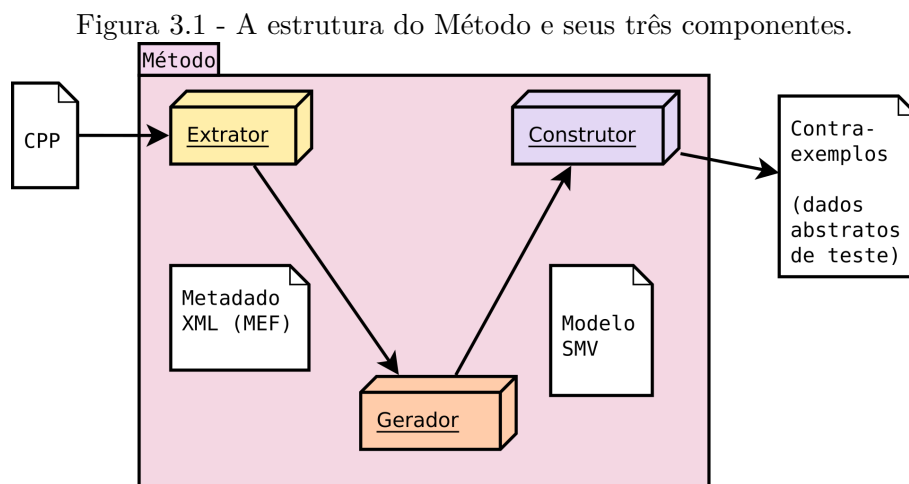 Figura 3.1 - A estrutura do Método e seus três componentes.
Método
CPP
Extrator
Construtor
Contra-
exemplos
(dados
abstratos
de teste)
Metadado
XML (MEF)
Modelo
SMV
Gerador